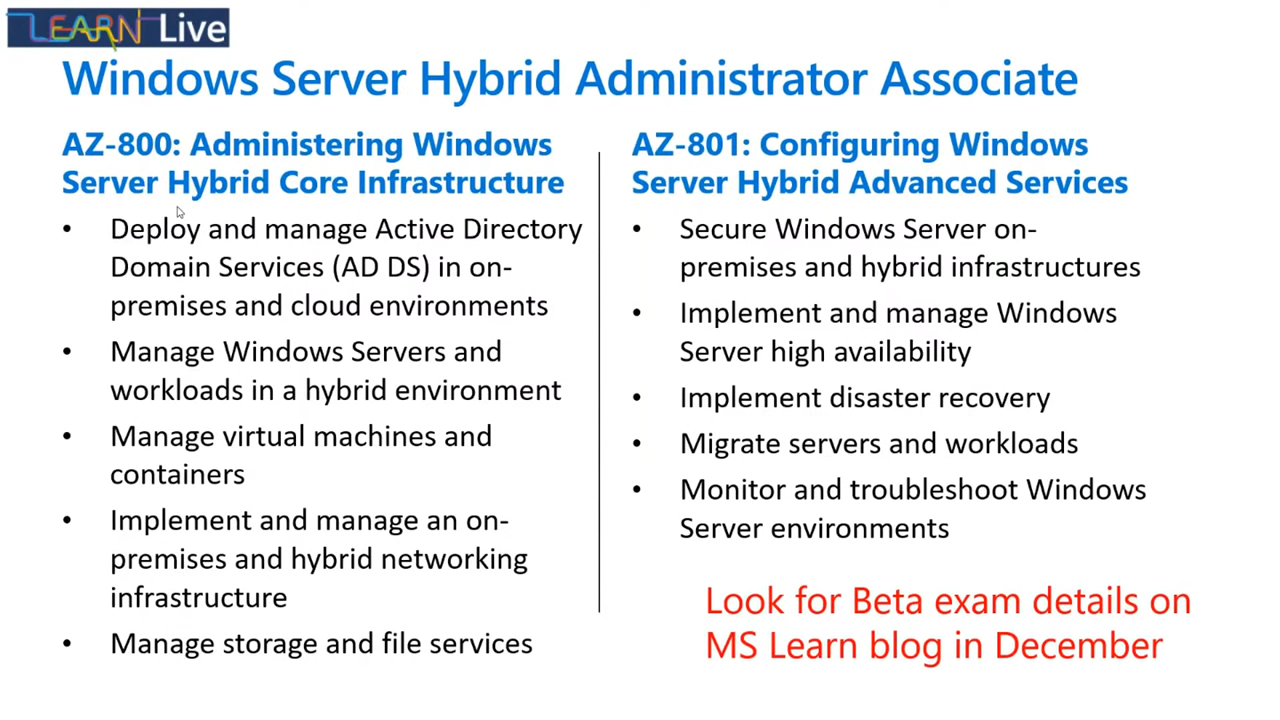 LEARN Live
Windows Server Hybrid Administrator Associate
AZ-800: Administering Windows
Server Hybrid Core Infrastructure
• Deploy and manage Active Directory
Domain Services (AD DS) in on-
premises and cloud environments
• Manage Windows Servers and
workloads in a hybrid environment
• Manage virtual machines and
containers
• Implement and manage an on-
premises and hybrid networking
infrastructure
• Manage storage and file services
AZ-801: Configuring Windows
Server Hybrid Advanced Services
• Secure Windows Server on-
premises and hybrid infrastructures
• Implement and manage Windows
Server high availability
• Implement disaster recovery
• Migrate servers and workloads
• Monitor and troubleshoot Windows
Server environments
Look for Beta exam details on
MS Learn blog in December